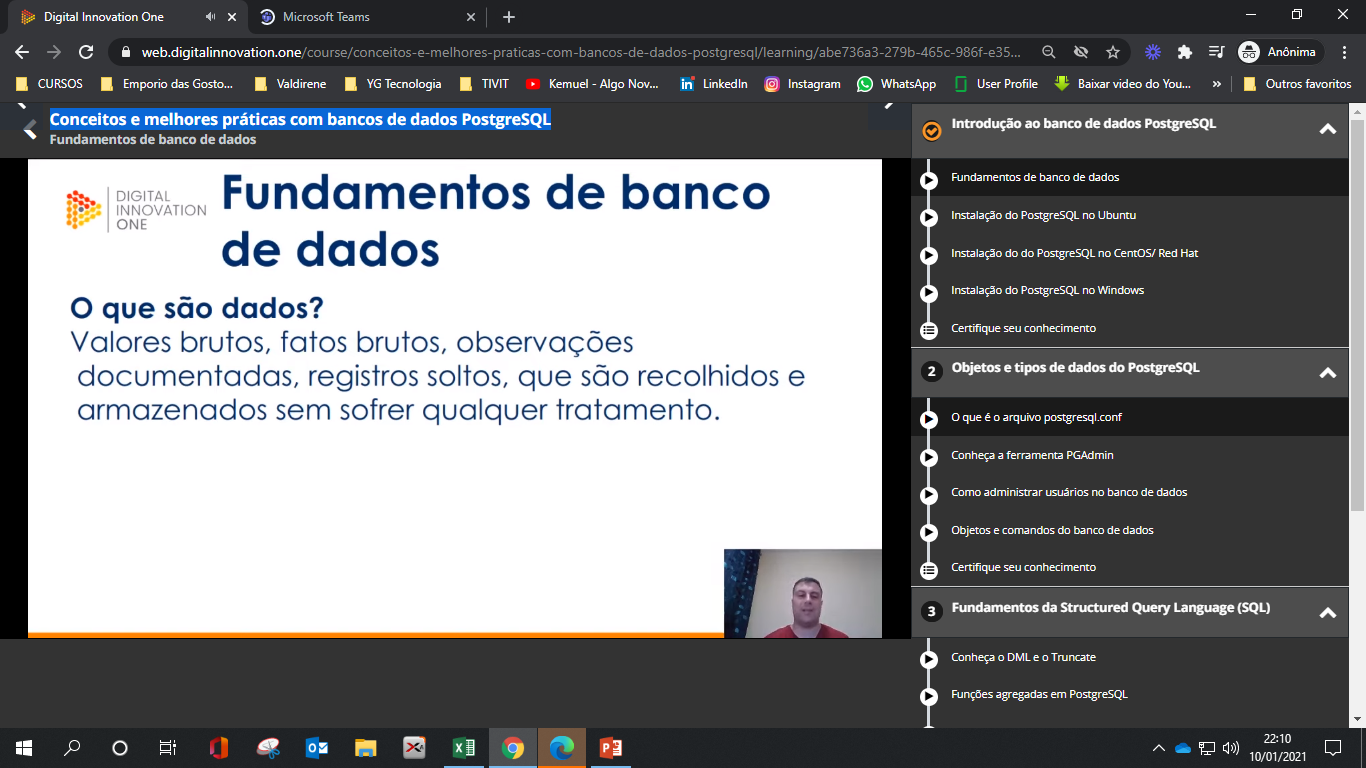 Digital Innovation One
Microsoft Teams
web.digitalinnovation.one/course/conceitos-e-melhores-praticas-com-bancos-de-dados-postgresql/learning/abe736a3-279b-465c-986f-e35...
Anônima
CURSOS
Emporio das Gosto...
Valdirene
YG Tecnologia
TIVIT
Kemuel - Algo Nov...
LinkedIn
Instagram
WhatsApp
User Profile
Baixar video do You...
»
Outros favoritos
Conceitos e melhores práticas com bancos de dados PostgreSQL
Fundamentos de banco de dados
DIGITAL
INNOVATION
ONE
Fundamentos de banco
de dados
O que são dados?
Valores brutos, fatos brutos, observações
documentadas, registros soltos, que são recolhidos e
armazenados sem sofrer qualquer tratamento.
Introdução ao banco de dados PostgreSQL
Fundamentos de banco de dados
Instalação do PostgreSQL no Ubuntu
Instalação do do PostgreSQL no CentOS/ Red Hat
Instalação do PostgreSQL no Windows
Certifique seu conhecimento
2 Objetos e tipos de dados do PostgreSQL
O que é o arquivo postgresql.conf
Conheça a ferramenta PGAdmin
Como administrar usuários no banco de dados
Objetos e comandos do banco de dados
Certifique seu conhecimento
3 Fundamentos da Structured Query Language (SQL)
Conheça o DML e o Truncate
Funções agregadas em PostgreSQL
22:10
10/01/2021